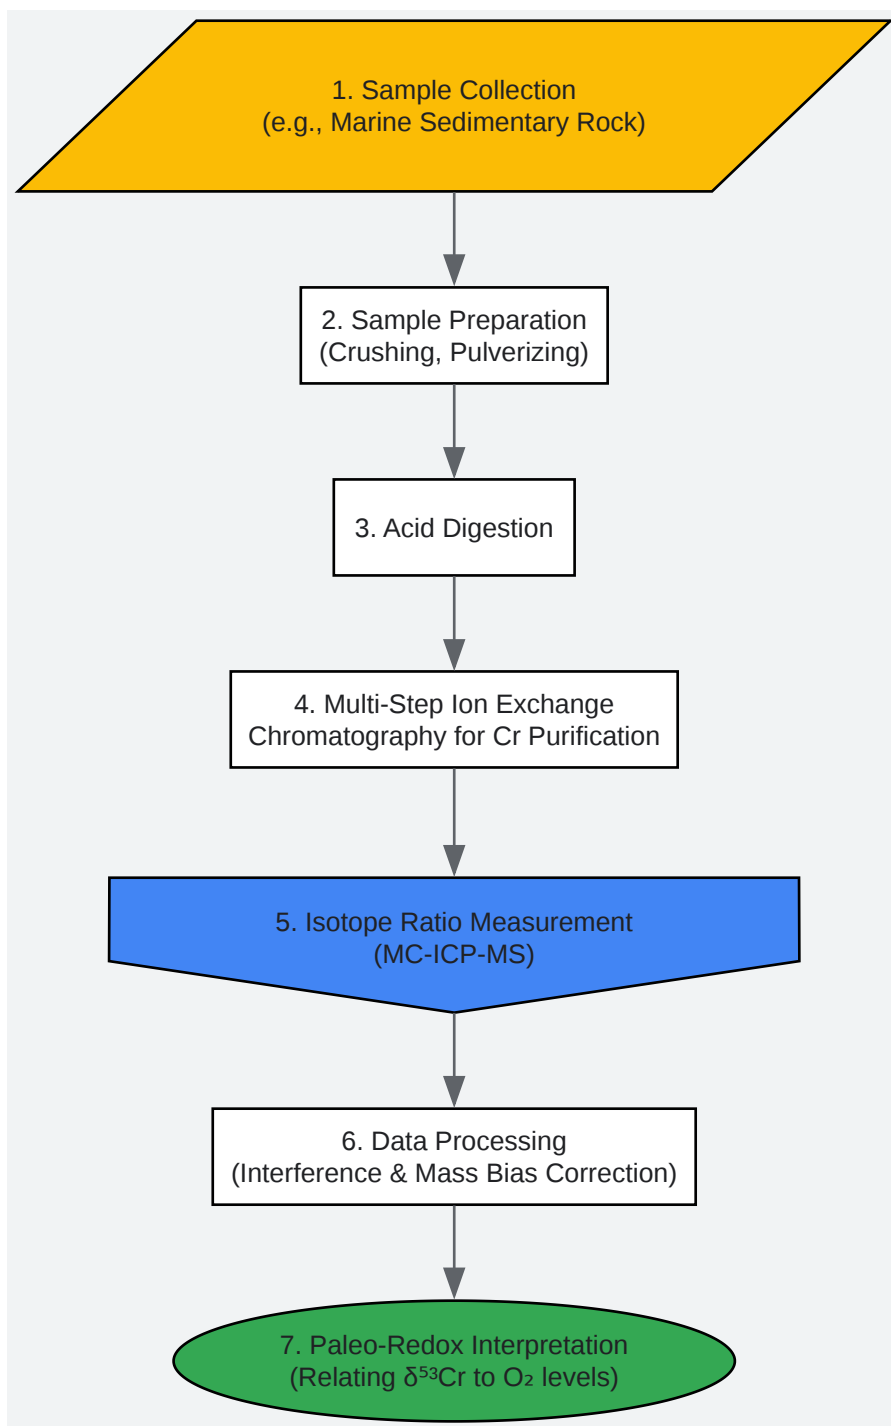 1. Sample Collection
(e.g., Marine Sedimentary Rock)
2. Sample Preparation
(Crushing, Pulverizing)
3. Acid Digestion
4. Multi-Step Ion Exchange
Chromatography for Cr Purification
5. Isotope Ratio Measurement
(MC-ICP-MS)
6. Data Processing
(Interference & Mass Bias Correction)
7. Paleo-Redox Interpretation
(Relating δ⁵³Cr to O₂ levels)